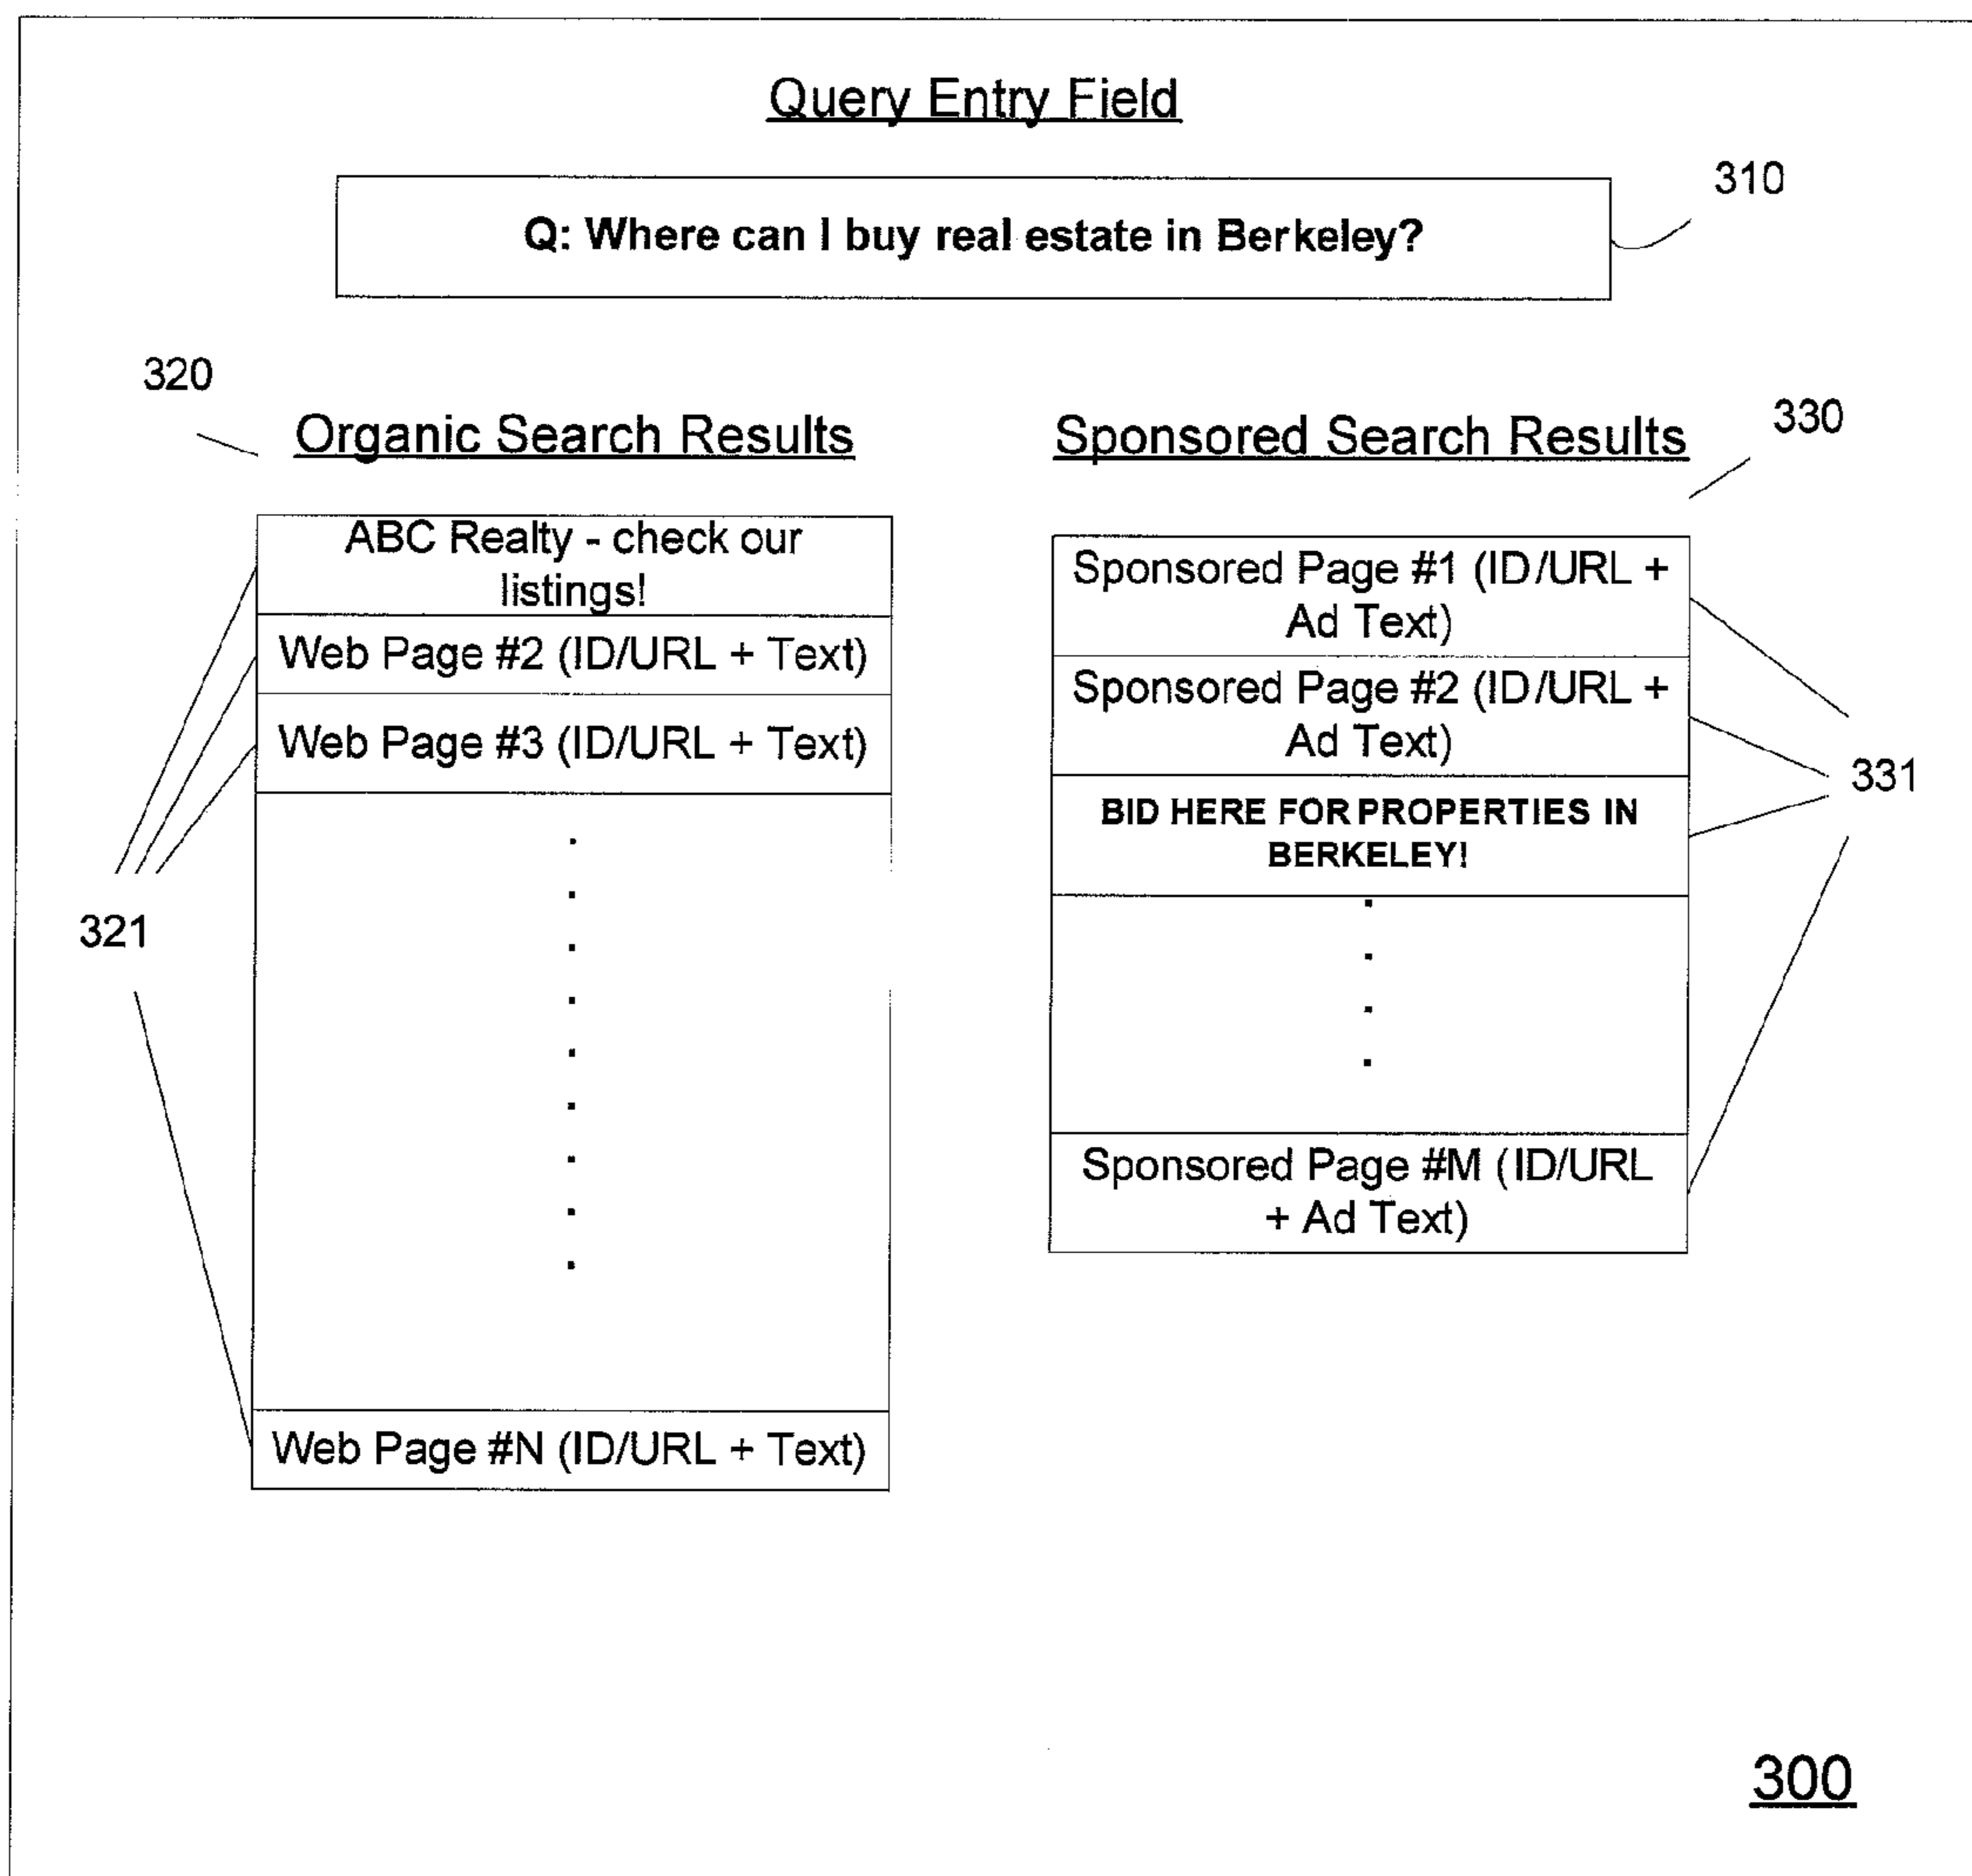 Query Entry Field
310
Q: Where can I buy real estate in Berkeley?
320
Organic Search Results
ABC Realty - check our
listings!
Web Page #2 (ID/URL + Text)
Web Page #3 (ID/URL + Text)
Web Page #N (ID/URL + Text)
321
330
Sponsored Search Results
Sponsored Page #1 (ID/URL +
Ad Text)
Sponsored Page #2 (ID/URL +
Ad Text)
BID HERE FOR PROPERTIES IN
BERKELEY!
Sponsored Page #M (ID/URL
+ Ad Text)
331
300